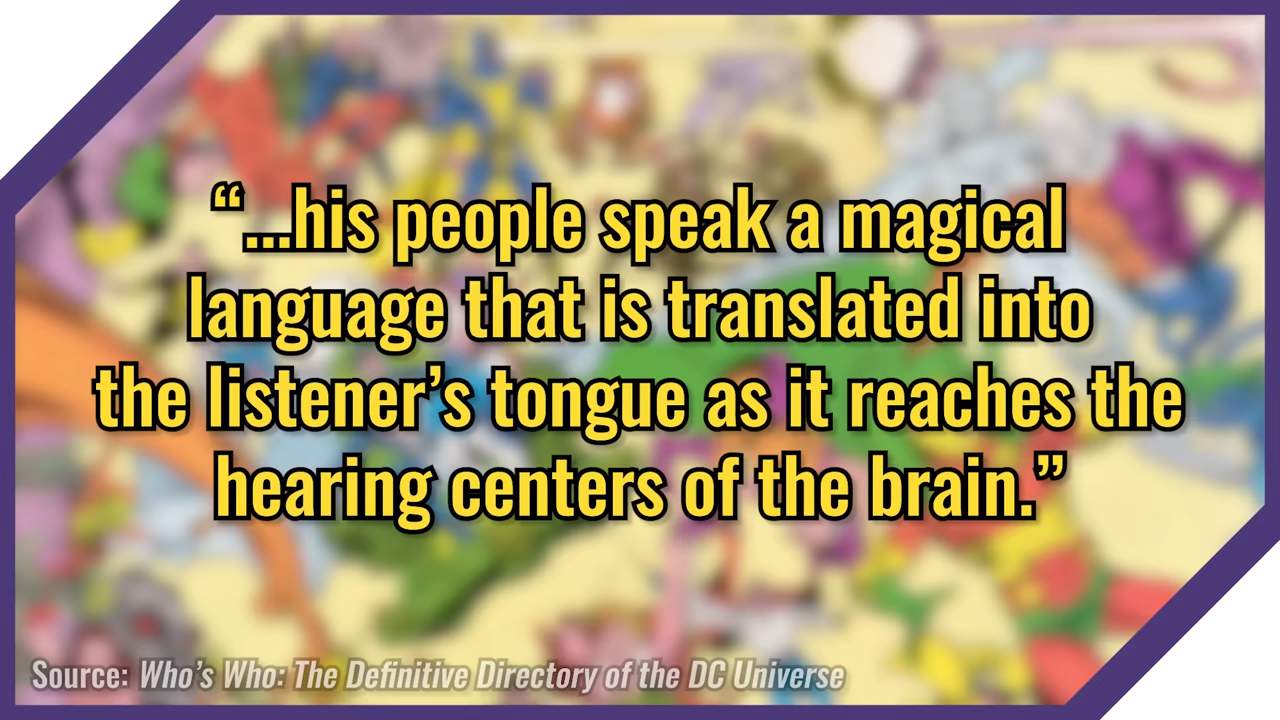 “...his people speak a magical
language that is translated into
the listener’s tongue as it reaches the
hearing centers of the brain.”
Source: Who’s Who: The Definitive Directory of the DC Universe